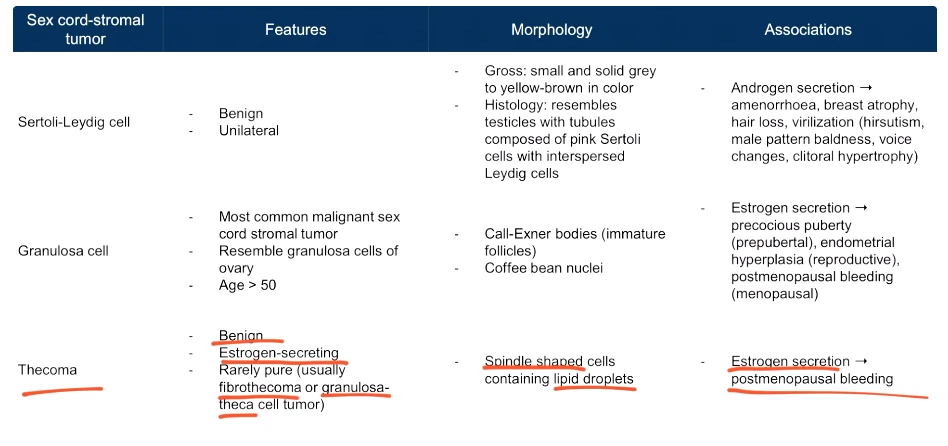 Sex cord-stromal
tumor
Features
Morphology
Associations
Sertoli-Leydig cell
- Benign
- Unilateral
- Gross: small and solid grey
to yellow-brown in color
- Histology: resembles
testicles with tubules
composed of pink Sertoli
cells with interspersed
Leydig cells
- Androgen secretion →
amenorrhoea, breast atrophy,
hair loss, virilization (hirsutism,
male pattern baldness, voice
changes, clitoral hypertrophy)
Granulosa cell
- Most common malignant sex
cord stromal tumor
- Resemble granulosa cells of
ovary
- Age > 50
- Call-Exner bodies (immature
follicles)
- Coffee bean nuclei
- Estrogen secretion →
precocious puberty
(prepubertal), endometrial
hyperplasia (reproductive),
postmenopausal bleeding
(menopausal)
Thecoma
- Benign
- Estrogen-secreting
- Rarely pure (usually
fibrothecoma or granulosa-
theca cell tumor)
- Spindle shaped cells
containing lipid droplets
- Estrogen secretion →
postmenopausal bleeding